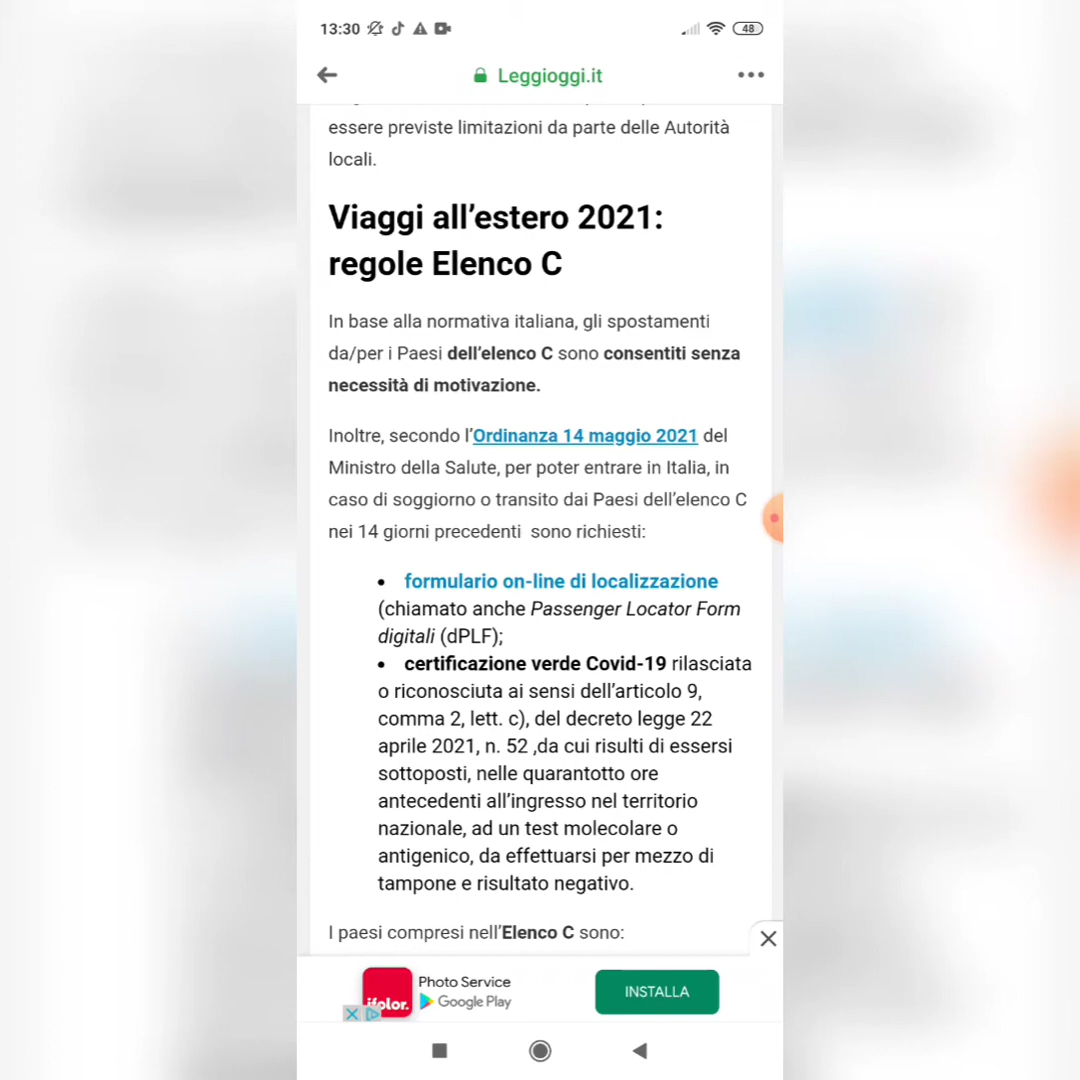 13:30
48
Leggioggi.it
essere previste limitazioni da parte delle Autorità
locali.
Viaggi all'estero 2021:
regole Elenco C
In base alla normativa italiana, gli spostamenti
da/per i Paesi dell'elenco C sono consentiti senza
necessità di motivazione.
Inoltre, secondo l'Ordinanza 14 maggio 2021 del
Ministro della Salute, per poter entrare in Italia, in
caso di soggiorno o transito dai Paesi dell'elenco C
nei 14 giorni precedenti sono richiesti:
• formulario on-line di localizzazione
(chiamato anche Passenger Locator Form
digitali (dPLF);
• certificazione verde Covid-19 rilasciata
o riconosciuta ai sensi dell'articolo 9,
comma 2, lett. c), del decreto legge 22
aprile 2021, n. 52 ,da cui risulti di essersi
sottoposti, nelle quarantotto ore
antecedenti all'ingresso nel territorio
nazionale, ad un test molecolare o
antigenico, da effettuarsi per mezzo di
tampone e risultato negativo.
I paesi compresi nell'Elenco C sono:
ifolor.
Photo Service
Google Play
INSTALLA